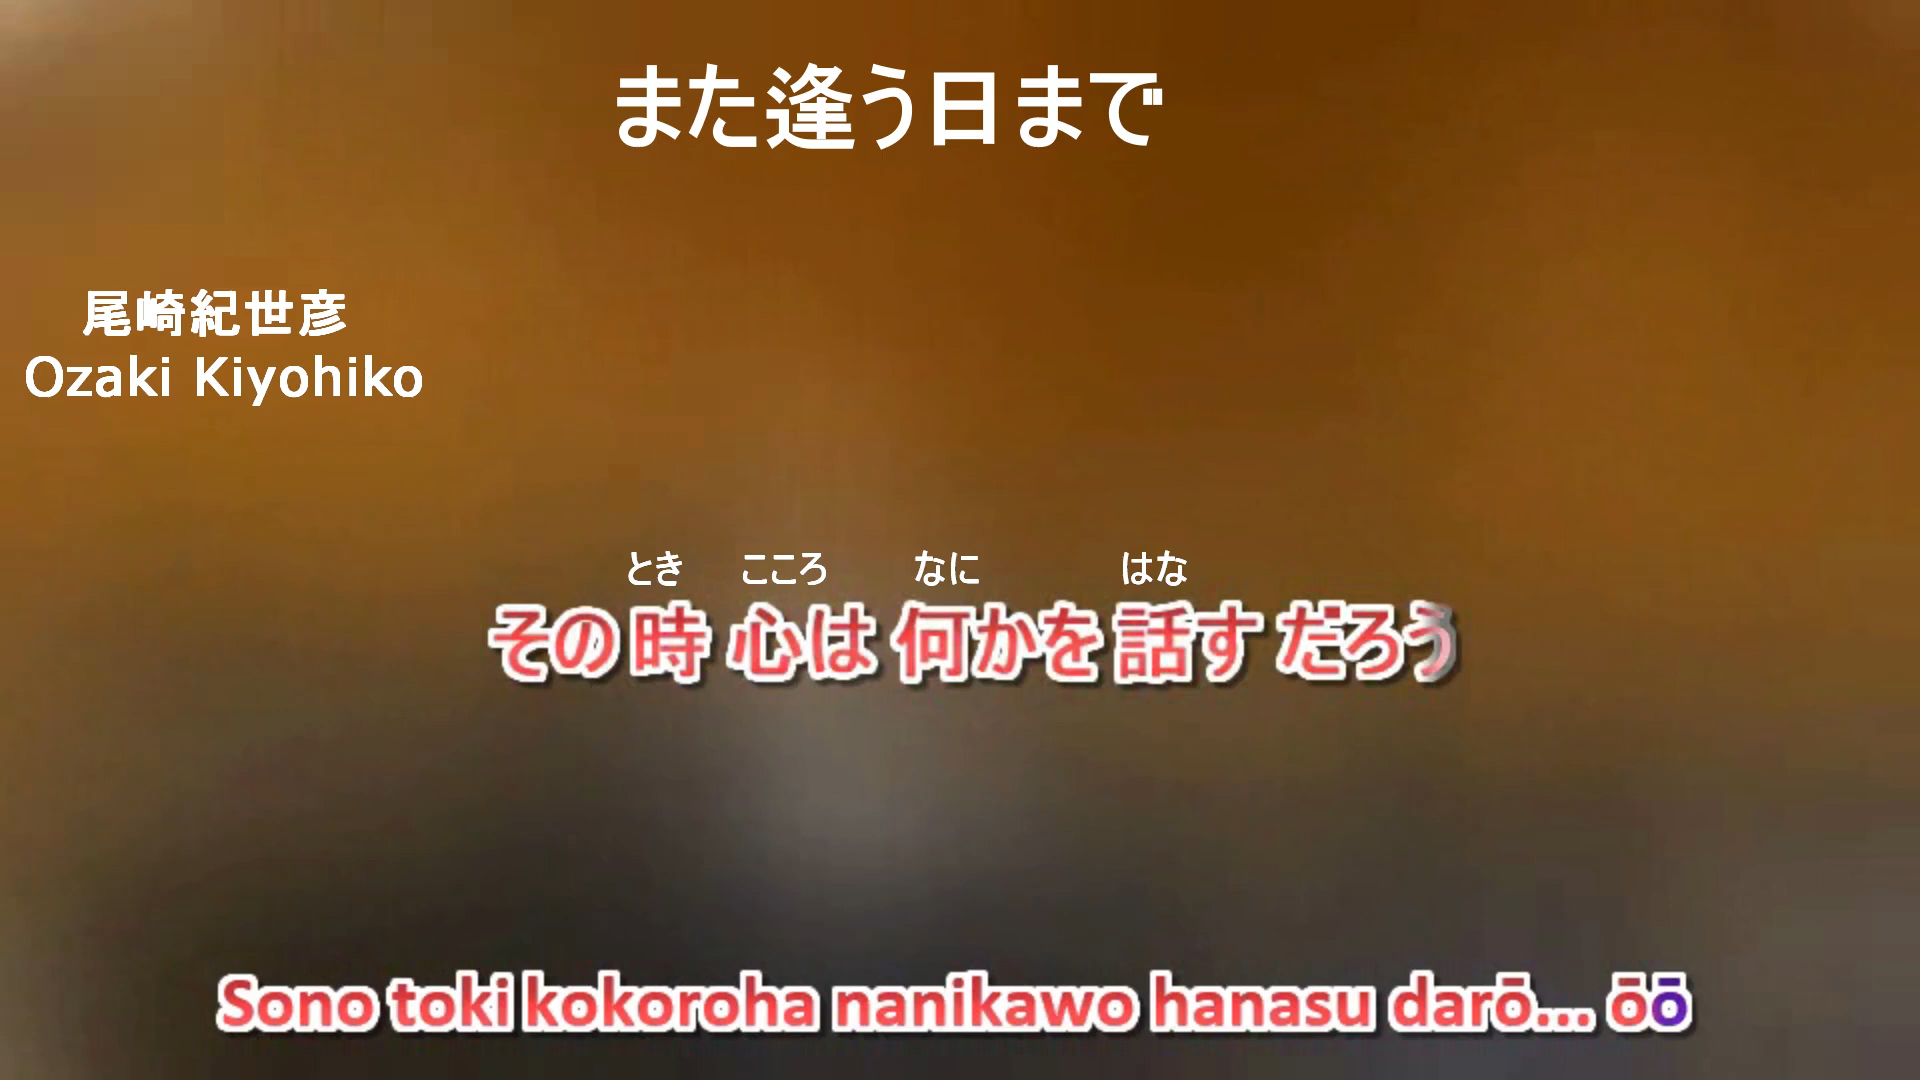 また逢う日まで
尾崎紀世彦
Ozaki Kiyohiko
とき こころ なに はな
その時 心は 何かを 話す だろう
Sono toki kokoroha nanikawo hanasu darō... ōō